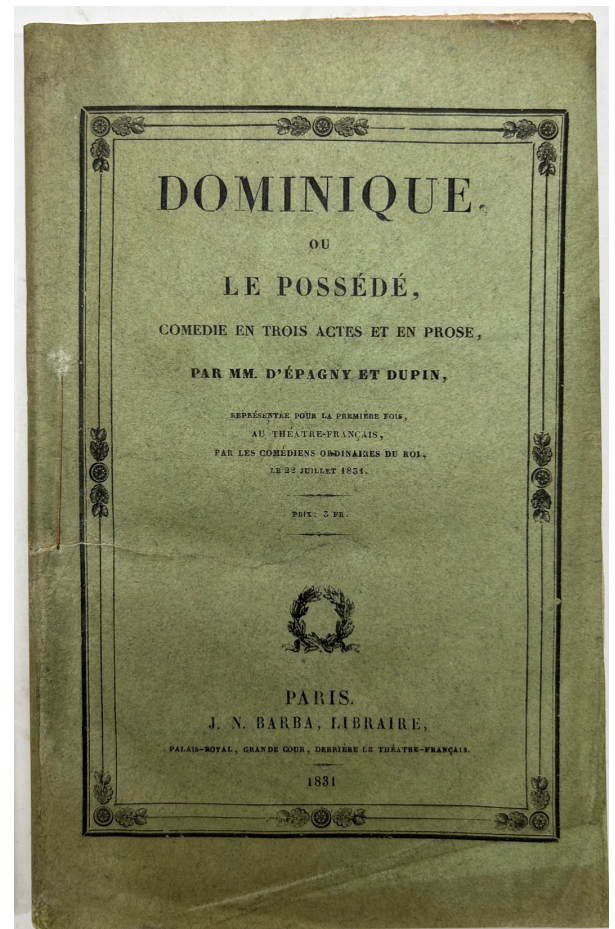 DOMINIQUE.
OU
LE POSSÉDÉ,
COMEDIE EN TROIS ACTES ET EN PROSE,
PAR MM. D'ÉPAGNY ET DUPIN,
REPRÉSENTÉE POUR LA PREMIÈRE FOIS,
AU THÉATRE-FRANÇAIS,
PAR LES COMÉDIENS ORDINAIRES DU ROI,
LE 22 JUILLET 1831.
PRIX: 3 FR.
PARIS.
J. N. BARBA, LIBRAIRE,
PALAIS-ROYAL, GRANDE COUR, DERRIÈRE LE THÉATRE-FRANÇAIS.
1831